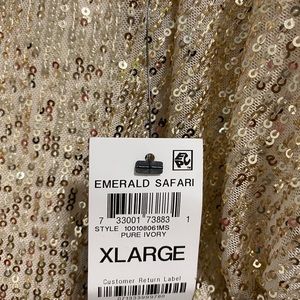 EMERALD SAFARI
7 33001 73883 1
STYLE 100108061MS
PURE IVORY
XLARGE
Customer Return Label